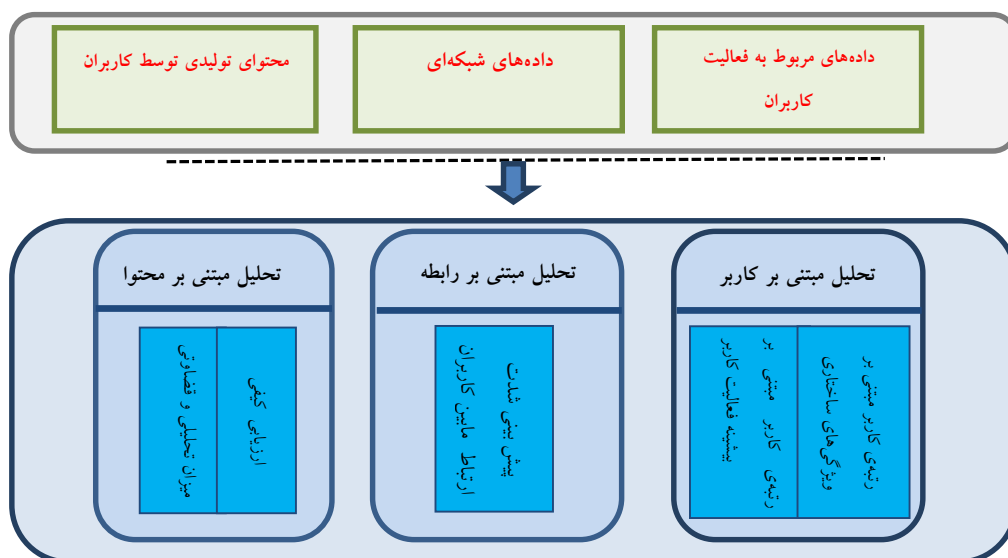 داده‌های مربوط به فعالیت
کاربران
داده‌های شبکه‌ای
محتوای تولیدی توسط کاربران
تحلیل مبتنی بر کاربر
رتبه‌ی کاربر مبتنی بر
ویژگی‌های ساختاری
رتبه‌ی کاربر مبتنی بر
بیشینه فعالیت کاربر
تحلیل مبتنی بر رابطه
پیش بینی شدت
ارتباط مابین کاربران
تحلیل مبتنی بر محتوا
ارزیابی کیفی
میزان تحلیلی و قضاوتی